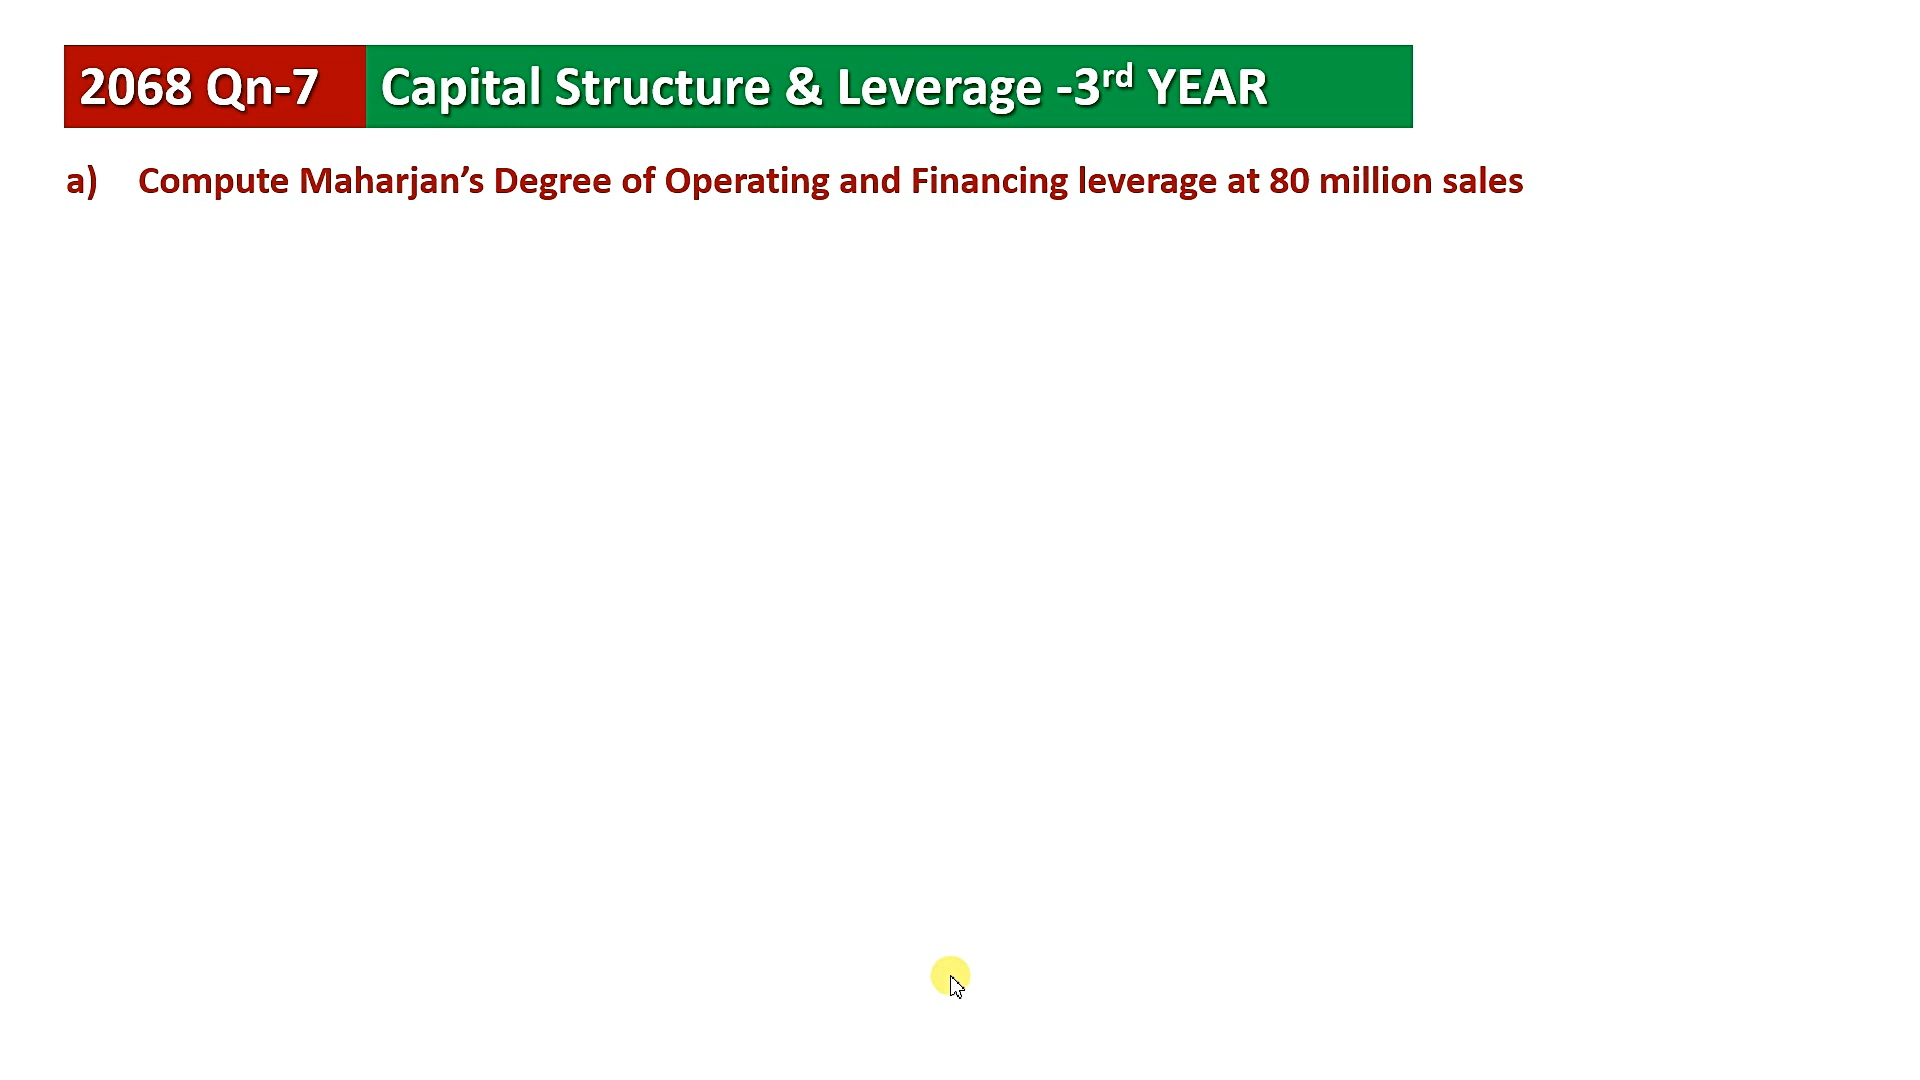 2068 Qn-7 Capital Structure & Leverage -3rd YEAR
a) Compute Maharjan’s Degree of Operating and Financing leverage at 80 million sales